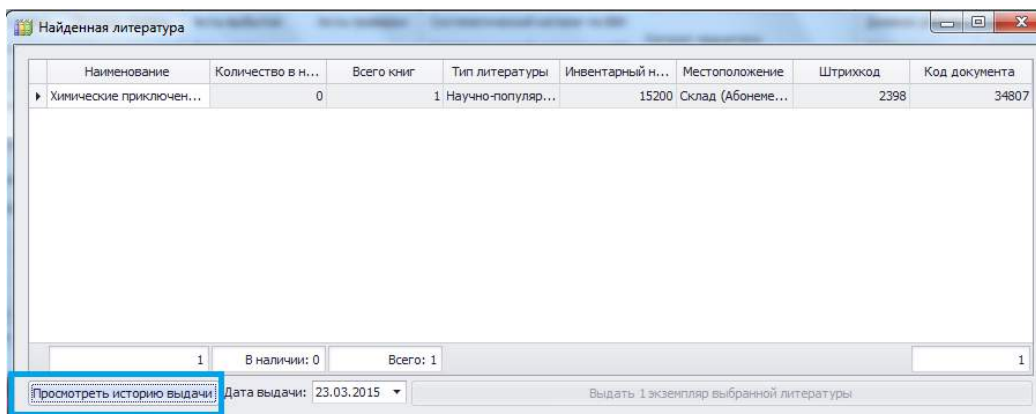 Найденная литература
Наименование Количество в н... Всего книг Тип литературы Инвентарный н... Местоположение Штрихкод Код документа
Химические приключен... 0 1 Научно-популяр... 15200 Склад (Абонеме... 2398 34807
1 В наличии: 0 Всего: 1 1
Просмотреть историю выдачи Дата выдачи: 23.03.2015 Выдать 1 экземпляр выбранной литературы